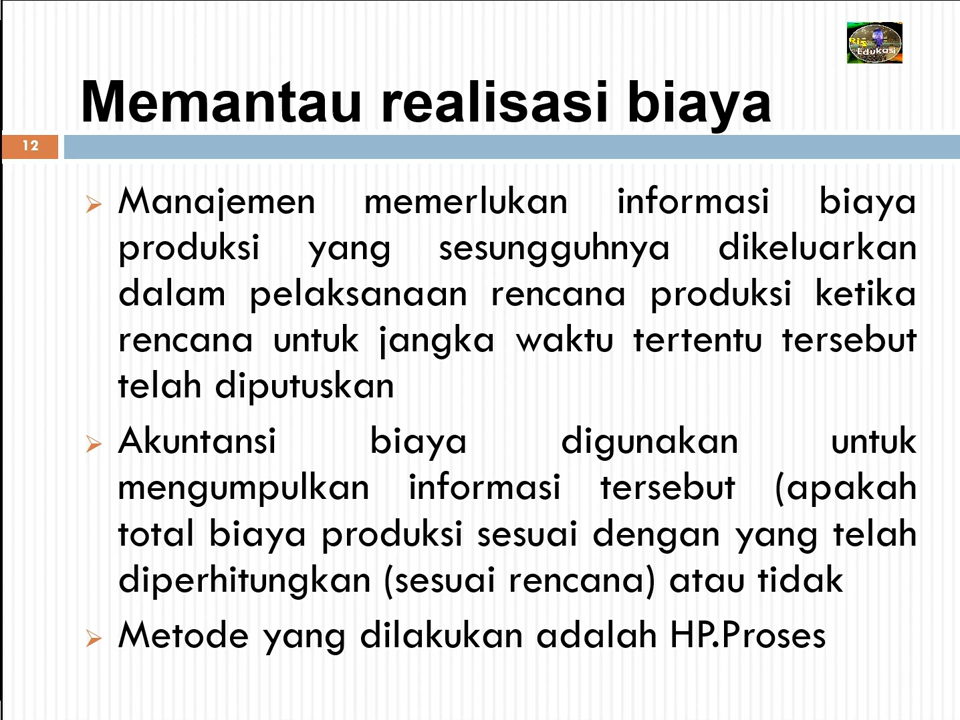 Edukasi
Memantau realisasi biaya
12
Manajemen memerlukan informasi biaya
produksi yang sesungguhnya dikeluarkan
dalam pelaksanaan rencana produksi ketika
rencana untuk jangka waktu tertentu tersebut
telah diputuskan
Akuntansi biaya digunakan untuk
mengumpulkan informasi tersebut (apakah
total biaya produksi sesuai dengan yang telah
diperhitungkan (sesuai rencana) atau tidak
Metode yang dilakukan adalah HP.Proses